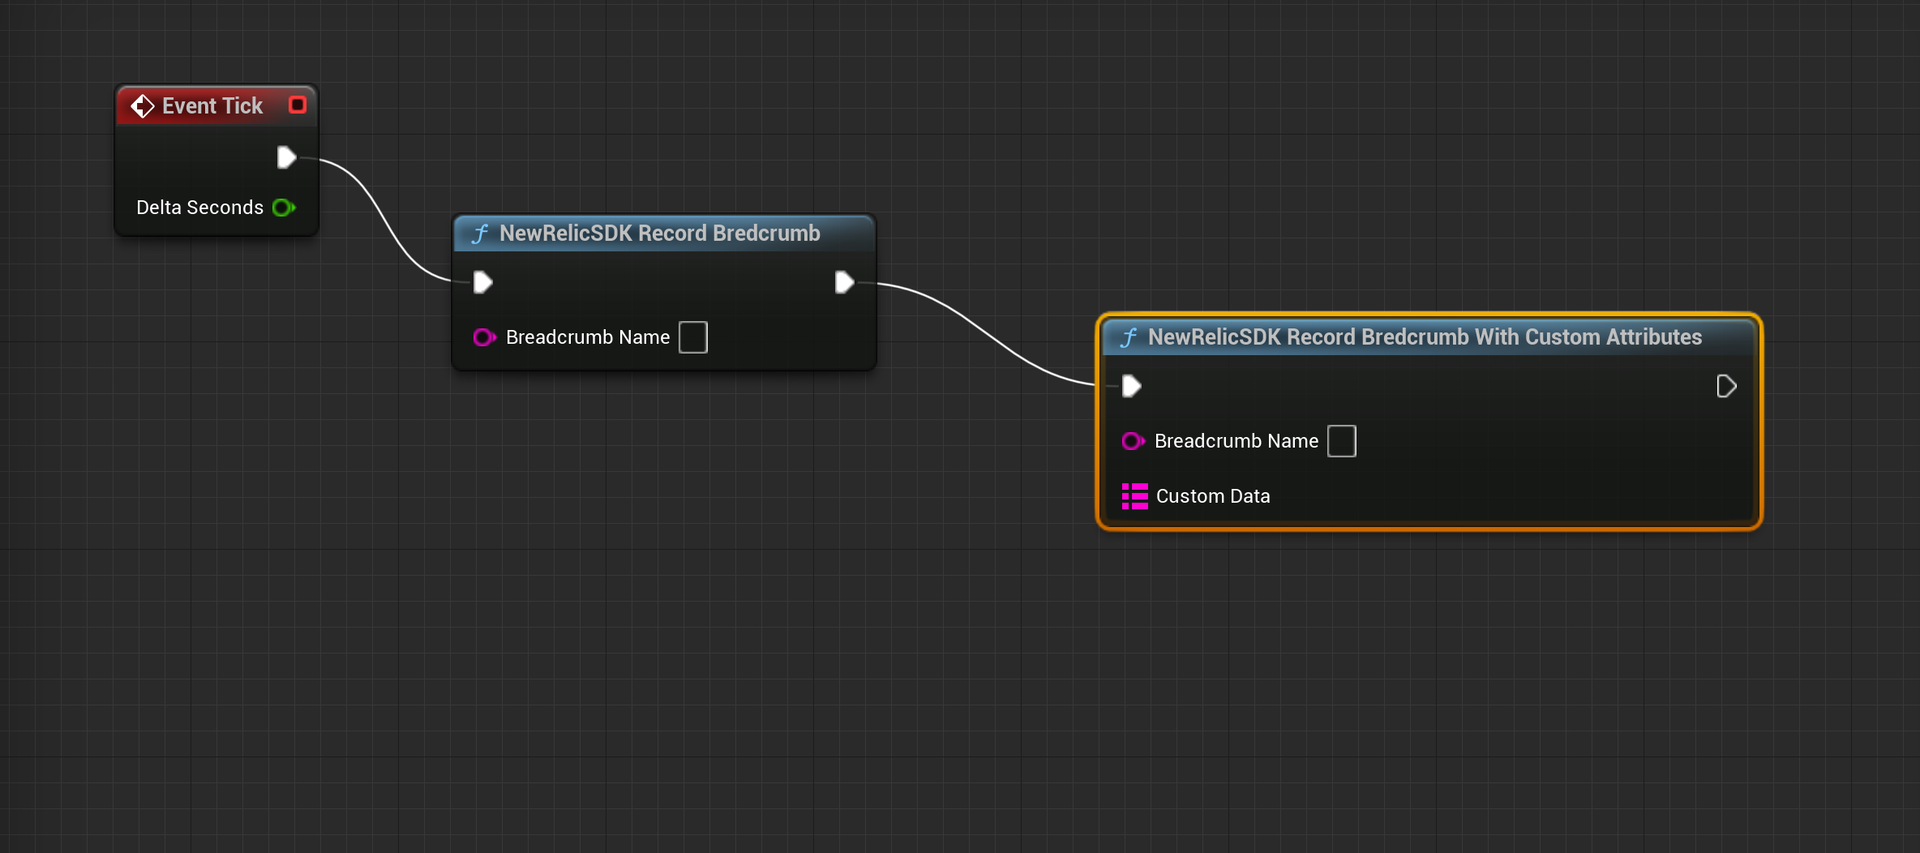 Event Tick
Delta Seconds
NewRelicSDK Record Bredcrumb
Breadcrumb Name
NewRelicSDK Record Bredcrumb With Custom Attributes
Breadcrumb Name
Custom Data